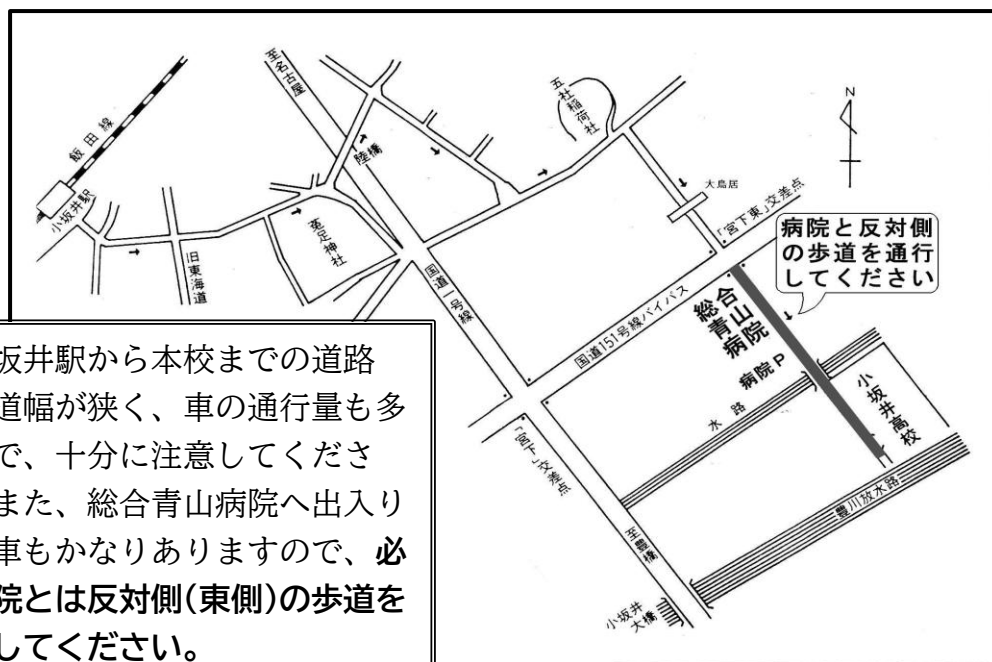 至名古屋
五社稲荷社
N
飯田線
陸橋
大鳥居
小坂井駅
「宮下東」交差点
病院と反対側
の歩道を通行
してください
菟足神社
旧東海道
国道一号線
国道151号線バイパス
総合
青山
病院
病院P
水路
小坂井高校
「宮下」交差点
豊川放水路
至豊橋
小坂井
大橋
坂井駅から本校までの道路
道幅が狭く、車の通行量も多
で、十分に注意してくださ
また、総合青山病院へ出入り
車もかなりありますので、必
院とは反対側(東側)の歩道を
してください。